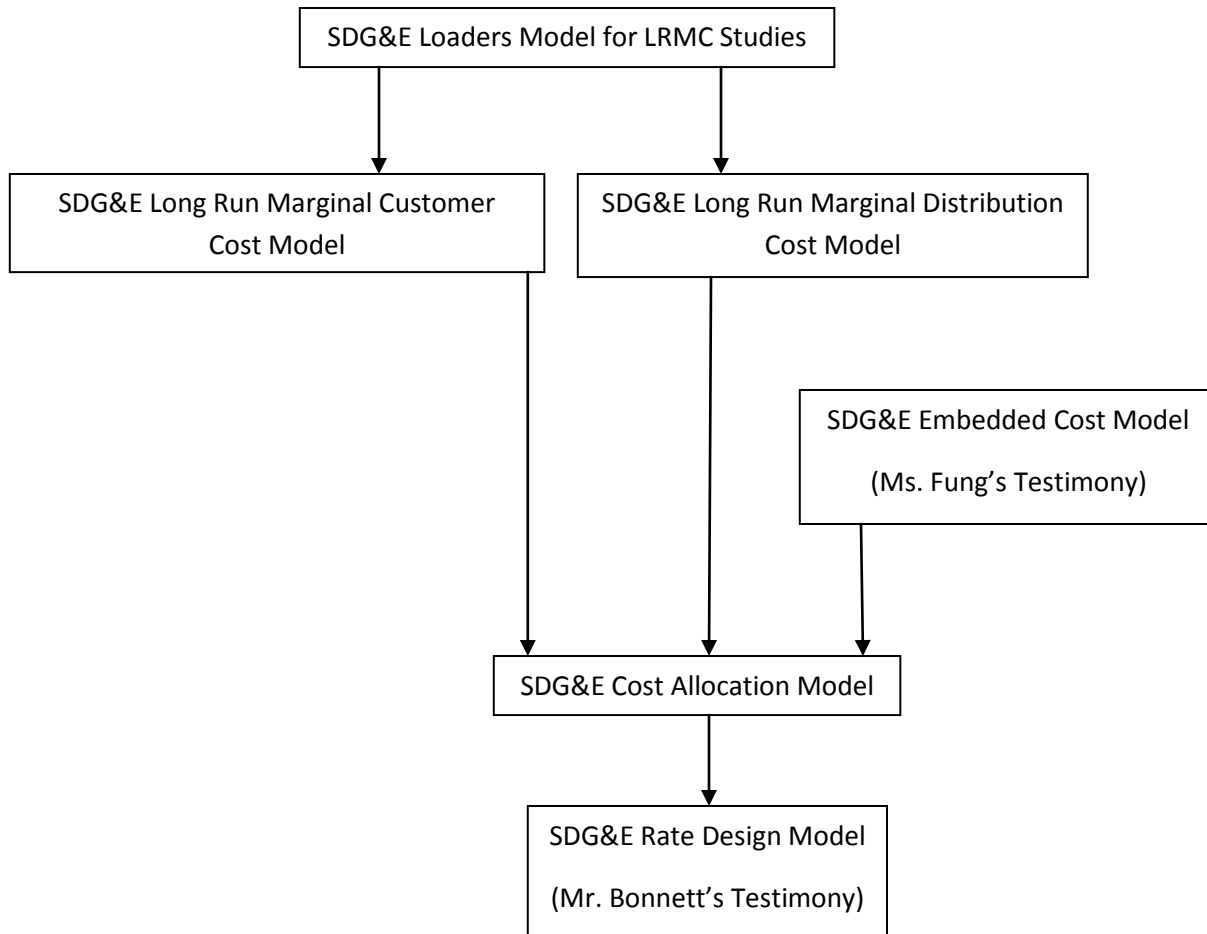 SDG&E Loaders Model for LRMC Studies
SDG&E Long Run Marginal Customer
Cost Model
SDG&E Long Run Marginal Distribution
Cost Model
SDG&E Embedded Cost Model
(Ms. Fung’s Testimony)
SDG&E Cost Allocation Model
SDG&E Rate Design Model
(Mr. Bonnett’s Testimony)